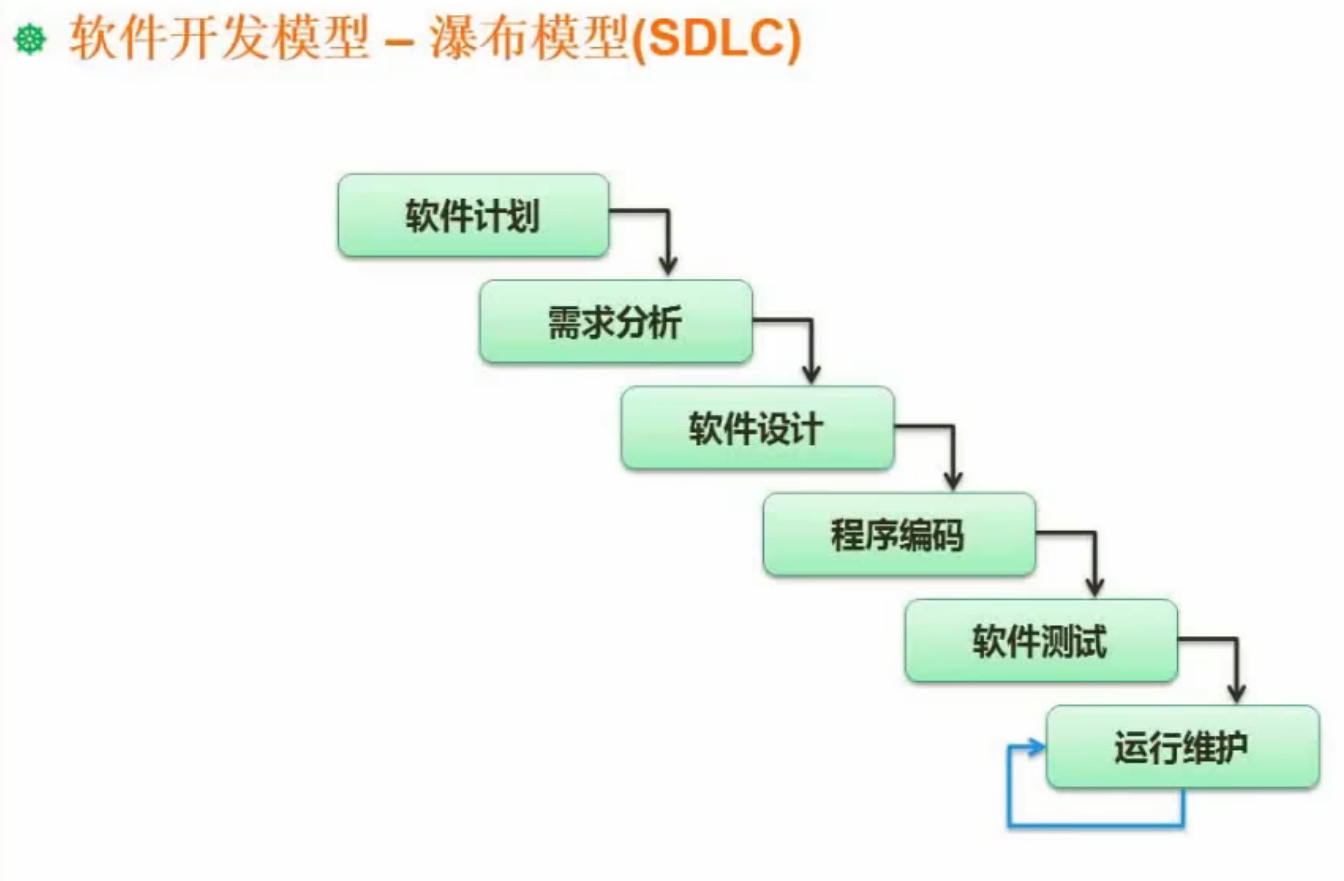 软件开发模型 – 瀑布模型(SDLC)
软件计划
需求分析
软件设计
程序编码
软件测试
运行维护